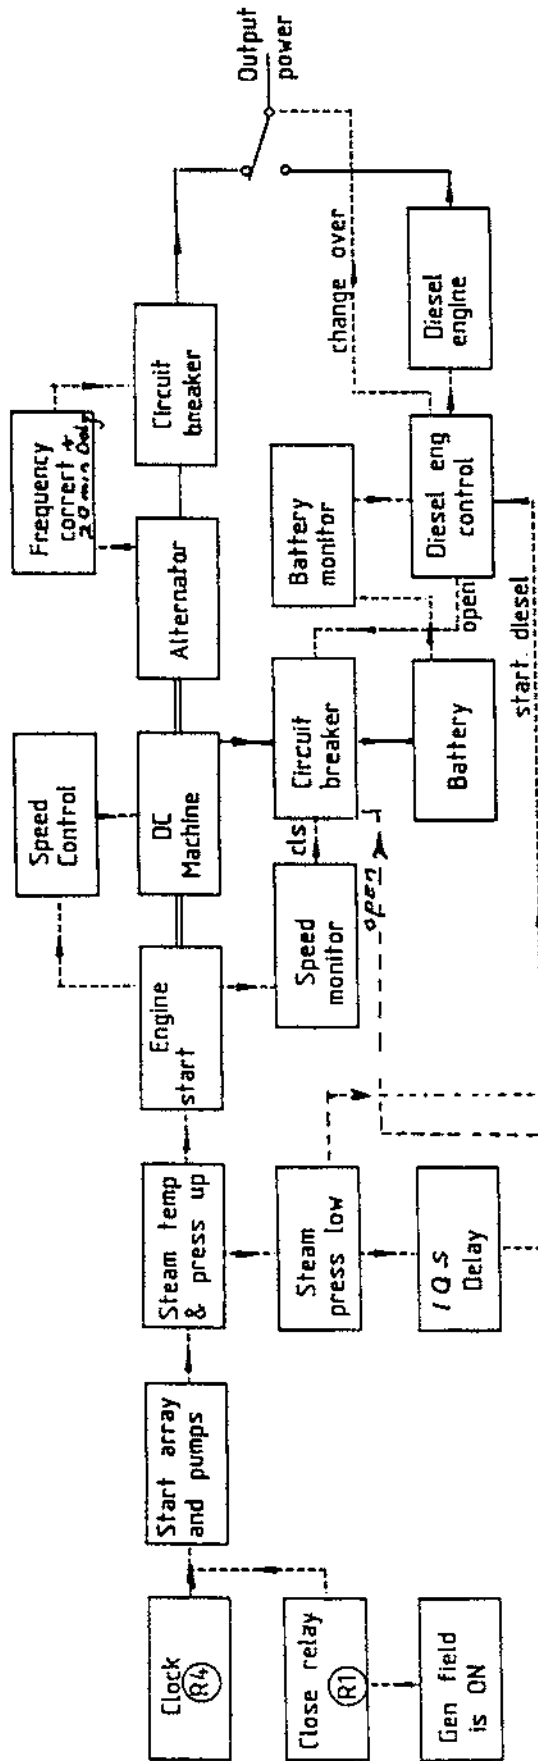 Clock
R4
Close relay
R1
Gen field
is ON
Start array
and pumps
Steam temp
& press up
Steam
press low
10s
Delay
Engine
start
Speed
Control
Speed
monitor
DC
Machine
cls
open
Circuit
breaker
Battery
Alternator
Frequency
corrert +
20 min Only
Circuit
breaker
Battery
monitor
open
Diesel eng
control
start diesel
change over
Diesel
engine
Output
power